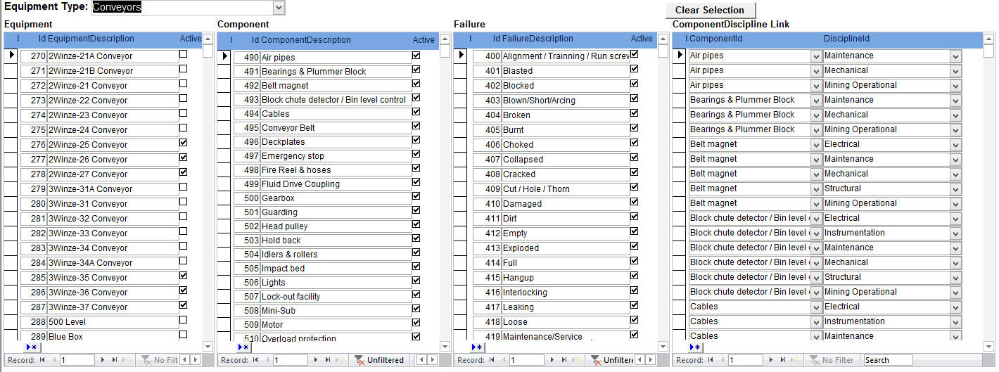 Equipment Type: Conveyors
Clear Selection
Equipment
Id EquipmentDescription Active
270 2Winze-21A Conveyor
271 2Winze-21B Conveyor
272 2Winze-21 Conveyor
273 2Winze-22 Conveyor
274 2Winze-23 Conveyor
275 2Winze-24 Conveyor
276 2Winze-25 Conveyor
277 2Winze-26 Conveyor
278 2Winze-27 Conveyor
279 3Winze-31A Conveyor
280 3Winze-31 Conveyor
281 3Winze-32 Conveyor
282 3Winze-33 Conveyor
283 3Winze-34 Conveyor
284 3Winze-34A Conveyor
285 3Winze-35 Conveyor
286 3Winze-36 Conveyor
287 3Winze-37 Conveyor
288 500 Level
289 Blue Box
Record: 1 No Filt
Component
I Id ComponentDescription Active
490 Air pipes
491 Bearings & Plummer Block
492 Belt magnet
493 Block chute detector / Bin level control
494 Cables
495 Conveyor Belt
496 Deckplates
497 Emergency stop
498 Fire Reel & hoses
499 Fluid Drive Coupling
500 Gearbox
501 Guarding
502 Head pulley
503 Hold back
504 Idlers & rollers
505 Impact bed
506 Lights
507 Lock-out facility
508 Mini-Sub
509 Motor
510 Overload protection
Record: 1 Unfiltered
Failure
I Id FailureDescription Active
400 Alignment / Trainning / Run screw
401 Blasted
402 Blocked
403 Blown/Short/Arcing
404 Broken
405 Burnt
406 Choked
407 Collapsed
408 Cracked
409 Cut / Hole / Thorn
410 Damaged
411 Dirt
412 Empty
413 Exploded
414 Full
415 Hangup
416 Interlocking
417 Leaking
418 Loose
419 Maintenance/Service
Record: 1 Unfiltere
ComponentDiscipline Link
I ComponentId DisciplineId
Air pipes Maintenance
Air pipes Mechanical
Air pipes Mining Operational
Bearings & Plummer Block Maintenance
Bearings & Plummer Block Mechanical
Bearings & Plummer Block Mining Operational
Belt magnet Electrical
Belt magnet Maintenance
Belt magnet Mechanical
Belt magnet Structural
Belt magnet Mining Operational
Block chute detector / Bin level Electrical
Block chute detector / Bin level Instrumentation
Block chute detector / Bin level Maintenance
Block chute detector / Bin level Mechanical
Block chute detector / Bin level Structural
Block chute detector / Bin level Mining Operational
Cables Electrical
Cables Instrumentation
Cables Maintenance
Record: 1 No Filter Search